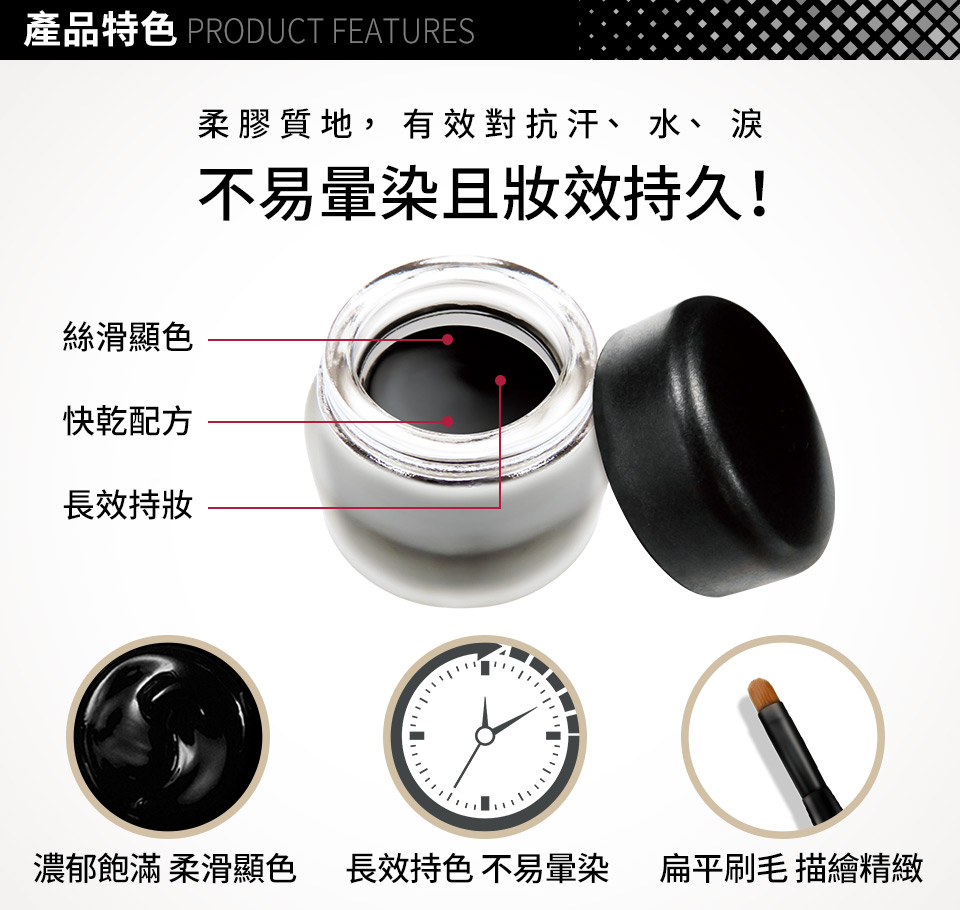 產品特色 PRODUCT FEATURES
柔膠質地，有效對抗汗、水、淚
不易暈染且妝效持久！
絲滑顯色
快乾配方
長效持妝
濃郁飽滿 柔滑顯色
長效持色 不易暈染
扁平刷毛 描繪精緻